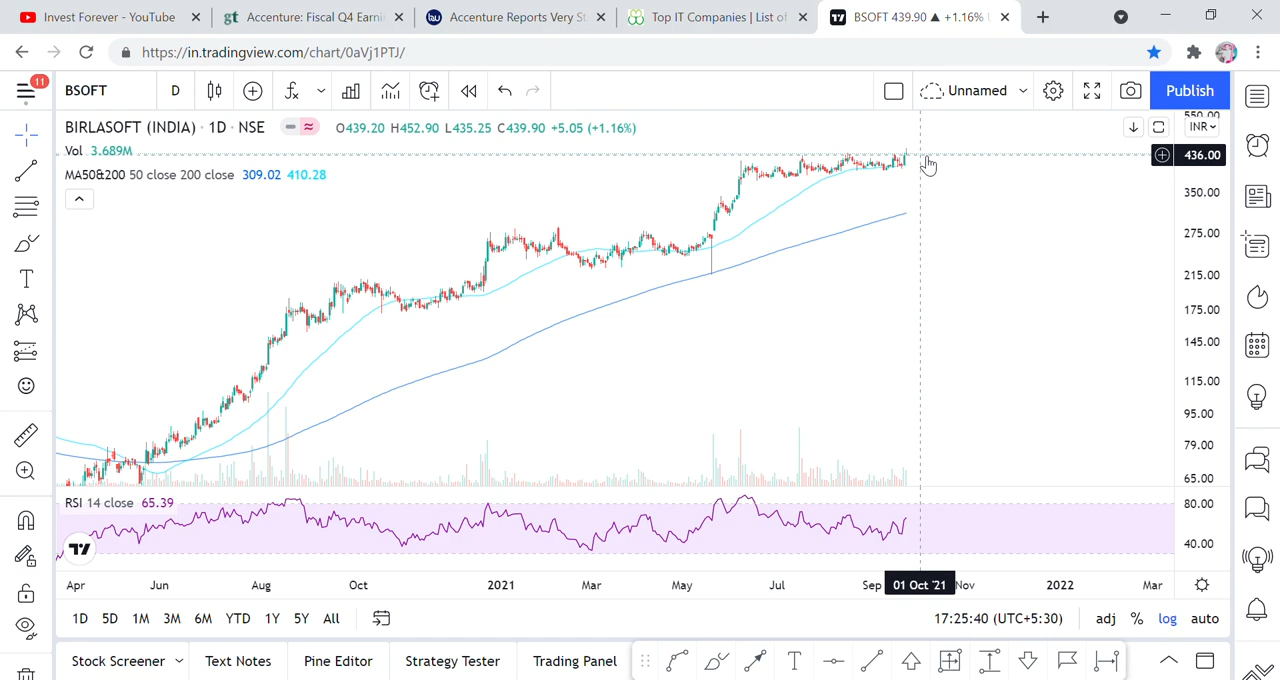 Invest Forever - YouTube
gt Accenture: Fiscal Q4 Earni
Accenture Reports Very St
Top IT Companies | List of
BSOFT 439.90 ▲ +1.16%
https://in.tradingview.com/chart/0aVj1PTJ/
11
BSOFT
D
Unnamed
Publish
BIRLASOFT (INDIA) · 1D · NSE
O439.20 H452.90 L435.25 C439.90 +5.05 (+1.16%)
Vol 3.689M
MA50&200 50 close 200 close 309.02 410.28
550.00
INR
436.00
350.00
275.00
215.00
175.00
145.00
115.00
95.00
79.00
65.00
RSI 14 close 65.39
80.00
40.00
Apr Jun Aug Oct 2021 Mar May Jul Sep 01 Oct '21 Nov 2022 Mar
1D 5D 1M 3M 6M YTD 1Y 5Y All
17:25:40 (UTC+5:30)
adj % log auto
Stock Screener Text Notes Pine Editor Strategy Tester Trading Panel